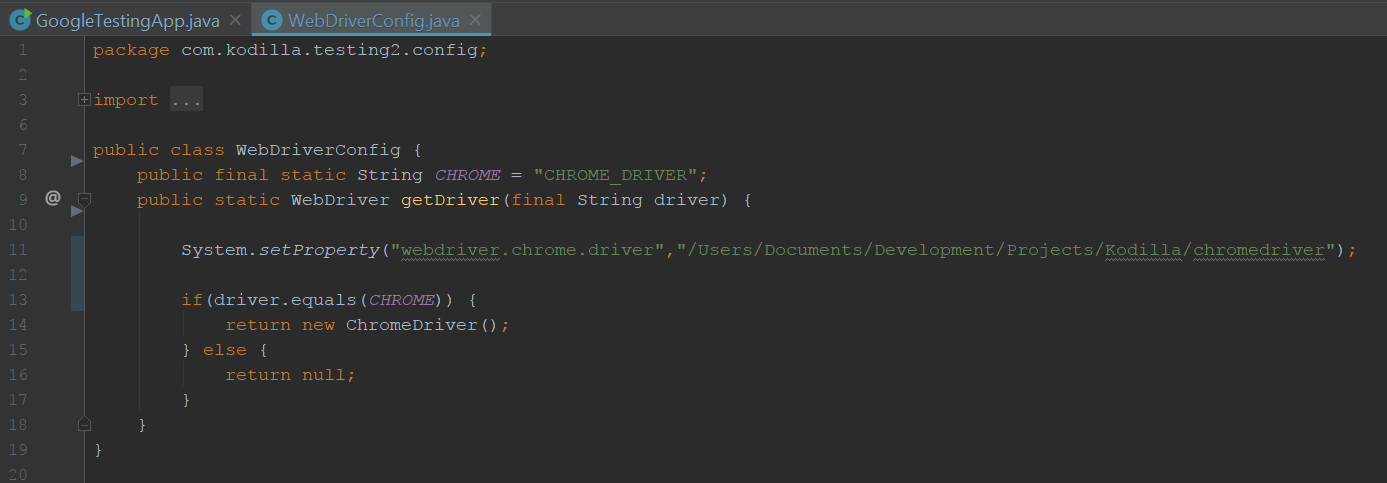 GoogleTestingApp.java WebDriverConfig.java
1 package com.kodilla.testing2.config;
2
3 import ...
6
7 public class WebDriverConfig {
8 public final static String CHROME = "CHROME_DRIVER";
9 @ public static WebDriver getDriver(final String driver) {
10
11 System.setProperty("webdriver.chrome.driver","/Users/Documents/Development/Projects/Kodilla/chromedriver");
12
13 if(driver.equals(CHROME)) {
14 return new ChromeDriver();
15 } else {
16 return null;
17 }
18 }
19 }
20